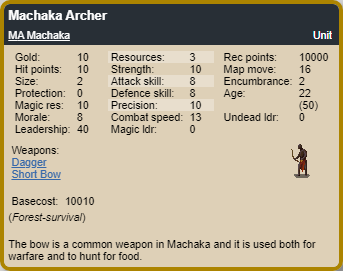 Machaka Archer
MA Machaka Unit
Gold: 10 Resources: 3 Rec points: 10000
Hit points: 10 Strength: 10 Map move: 16
Size: 2 Attack skill: 8 Encumbrance: 2
Protection: 0 Defence skill: 8 Age: 22
Magic res: 10 Precision: 10 (50)
Morale: 8 Combat speed: 13 Undead ldr: 0
Leadership: 40 Magic ldr: 0
Weapons:
Dagger
Short Bow
Basecost: 10010
(Forest-survival)
The bow is a common weapon in Machaka and it is used both for
warfare and to hunt for food.